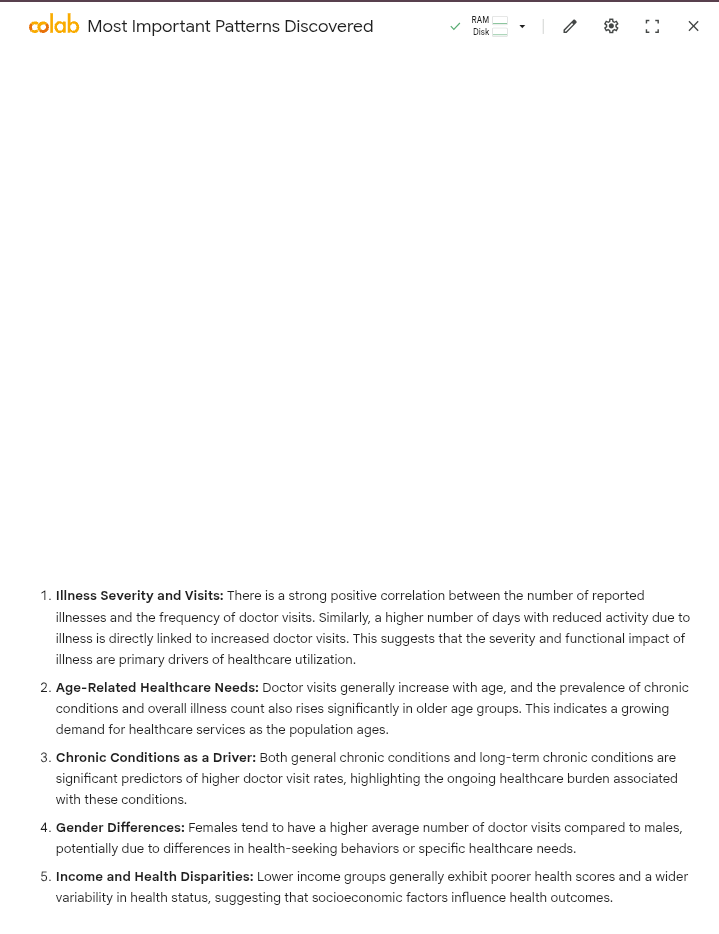 colab Most Important Patterns Discovered
RAM
Disk
1. Illness Severity and Visits: There is a strong positive correlation between the number of reported
illnesses and the frequency of doctor visits. Similarly, a higher number of days with reduced activity due to
illness is directly linked to increased doctor visits. This suggests that the severity and functional impact of
illness are primary drivers of healthcare utilization.
2. Age-Related Healthcare Needs: Doctor visits generally increase with age, and the prevalence of chronic
conditions and overall illness count also rises significantly in older age groups. This indicates a growing
demand for healthcare services as the population ages.
3. Chronic Conditions as a Driver: Both general chronic conditions and long-term chronic conditions are
significant predictors of higher doctor visit rates, highlighting the ongoing healthcare burden associated
with these conditions.
4. Gender Differences: Females tend to have a higher average number of doctor visits compared to males,
potentially due to differences in health-seeking behaviors or specific healthcare needs.
5. Income and Health Disparities: Lower income groups generally exhibit poorer health scores and a wider
variability in health status, suggesting that socioeconomic factors influence health outcomes.